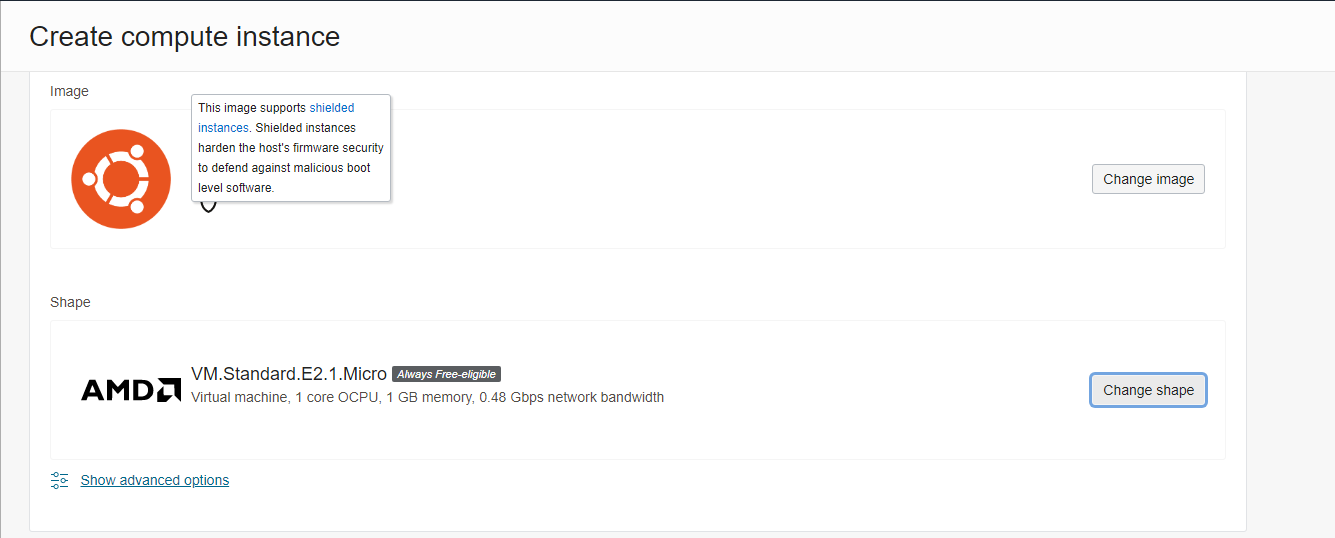 Create compute instance
Image
This image supports shielded
instances. Shielded instances
harden the host's firmware security
to defend against malicious boot
level software.
Change image
Shape
AMD
VM.Standard.E2.1.Micro Always Free-eligible
Virtual machine, 1 core OCPU, 1 GB memory, 0.48 Gbps network bandwidth
Change shape
Show advanced options